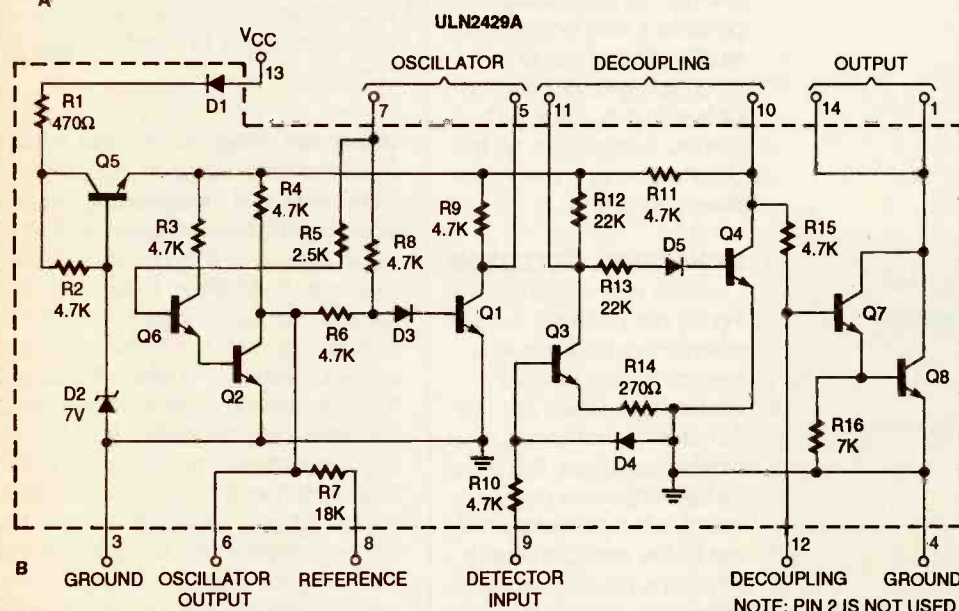 A
ULN2429A
VCC
13
OSCILLATOR
DECOUPLING
OUTPUT
7
5
11
10
14
1
D1
R1
470Ω
Q5
R3
4.7K
R4
4.7K
R5
2.5K
R8
4.7K
R9
4.7K
R12
22K
R11
4.7K
R15
4.7K
Q4
D5
R13
22K
R2
4.7K
Q6
R6
4.7K
D3
Q1
Q3
Q7
Q2
R14
270Ω
Q8
D2
7V
D4
R16
7K
R7
18K
R10
4.7K
3
6
8
9
12
4
B
GROUND
OSCILLATOR
OUTPUT
REFERENCE
DETECTOR
INPUT
DECOUPLING
GROUND
NOTE: PIN 2 IS NOT USED